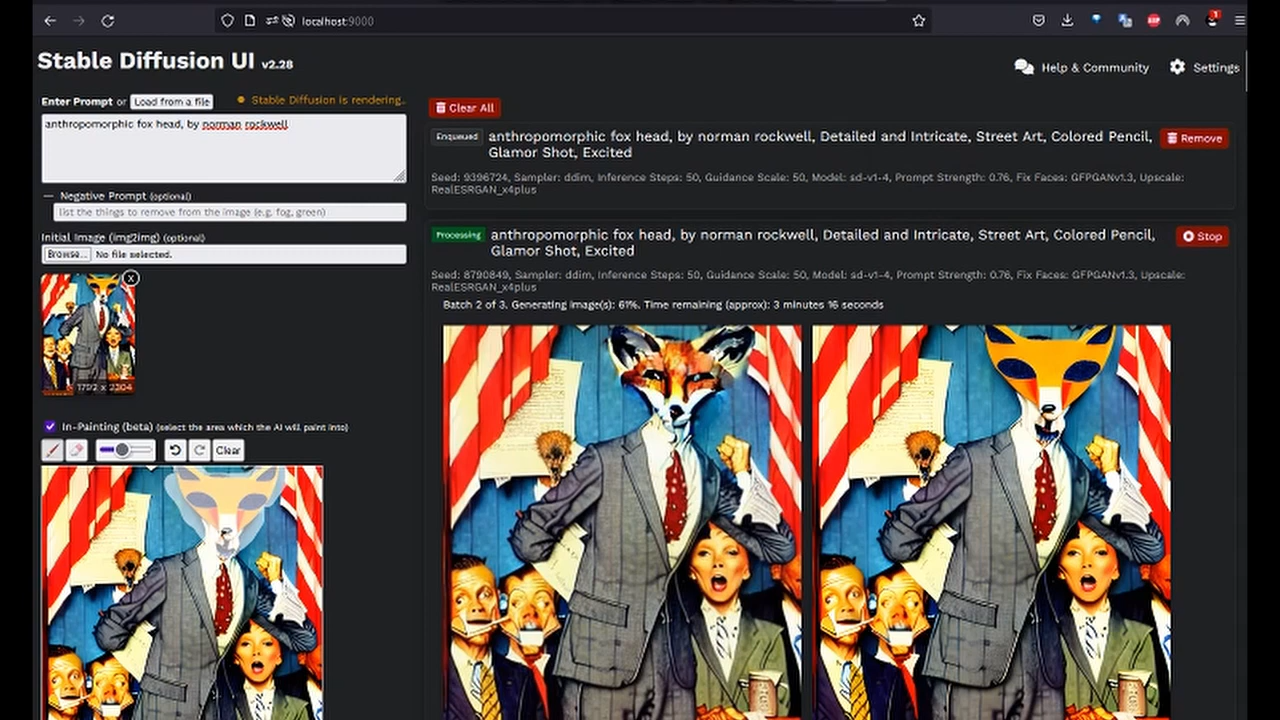 localhost:9000
Stable Diffusion UI v2.28
Help & Community
Settings
Enter Prompt or Load from a file
Stable Diffusion is rendering..
anthropomorphic fox head, by norman rockwell
Negative Prompt (optional)
list the things to remove from the image (e.g. fog, green)
Initial Image (img2img) (optional)
Browse... No file selected.
X
1792 x 2304
In-Painting (beta) (select the area which the AI will paint into)
Clear
Clear All
Enqueued
anthropomorphic fox head, by norman rockwell, Detailed and Intricate, Street Art, Colored Pencil,
Glamor Shot, Excited
Remove
Seed: 9396724, Sampler: ddim, Inference Steps: 50, Guidance Scale: 50, Model: sd-v1-4, Prompt Strength: 0.76, Fix Faces: GFPGANv1.3, Upscale:
RealESRGAN_x4plus
Processing
anthropomorphic fox head, by norman rockwell, Detailed and Intricate, Street Art, Colored Pencil,
Glamor Shot, Excited
Stop
Seed: 8790849, Sampler: ddim, Inference Steps: 50, Guidance Scale: 50, Model: sd-v1-4, Prompt Strength: 0.76, Fix Faces: GFPGANv1.3, Upscale:
RealESRGAN_x4plus
Batch 2 of 3. Generating image(s): 61%. Time remaining (approx): 3 minutes 16 seconds